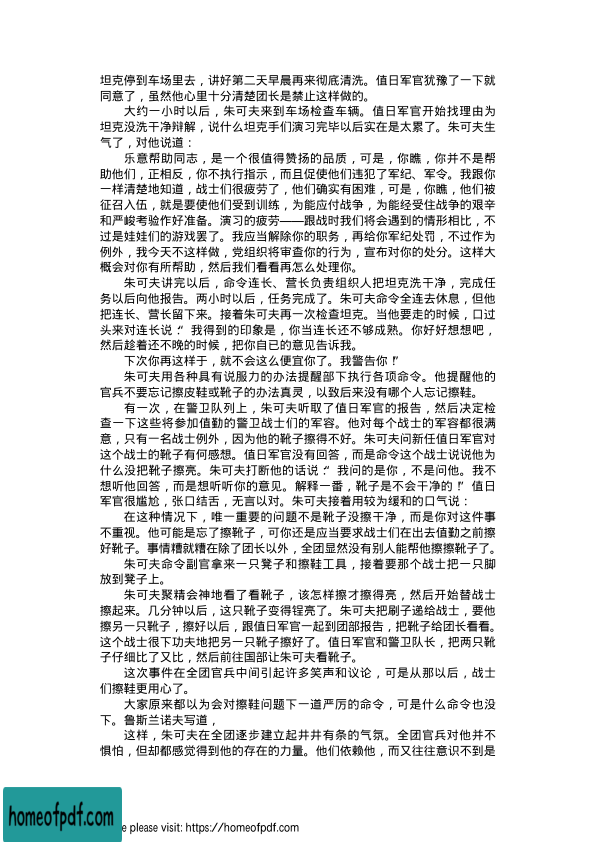 坦克停到车场里去，讲好第二天早晨再来彻底清洗。值日军官犹豫了一下就
同意了，虽然他心里十分清楚团长是禁止这样做的。
大约一小时以后，朱可夫来到车场检查车辆。值日军官开始找理由为
坦克没洗干净辩解，说什么坦克手们演习完毕以后实在是太累了。朱可夫生
气了，对他说道：
乐意帮助同志，是一个很值得赞扬的品质，可是，你瞧，你并不是帮
助他们，正相反，你不执行指示，而且促使他们违犯了军纪、军令。我跟你
一样清楚地知道，战士们很疲劳了，他们确实有困难，可是，你瞧，他们被
征召入伍，就是要使他们受到训练，为能应付战争，为能经受住战争的艰辛
和严峻考验作好准备。演习的疲劳——跟战时我们将会遇到的情形相比，不
过是娃娃们的游戏罢了。我应当解除你的职务，再给你军纪处罚，不过作为
例外，我今天不这样做，党组织将审查你的行为，宣布对你的处分。这样大
概会对你有所帮助，然后我们看看再怎么处理你。
朱可夫讲完以后，命令连长、营长负责组织人把坦克洗干净，完成任
务以后向他报告。两小时以后，任务完成了。朱可夫命令全连去休息，但他
把连长、营长留下来。接着朱可夫再一次检查坦克。当他要走的时候，口过
头来对连长说：“我得到的印象是，你当连长还不够成熟。你好好想想吧，
然后趁着还不晚的时候，把你自已的意见告诉我。
下次你再这样于，就不会这么便宜你了。我警告你！”
朱可夫用各种具有说服力的办法提醒部下执行各项命令。他提醒他的
官兵不要忘记擦皮鞋或靴子的办法真灵，以致后来没有哪个人忘记擦鞋。
有一次，在警卫队列上，朱可夫听取了值日军官的报告，然后决定检
查一下这些将参加值勤的警卫战士们的军容。他对每个战士的军容都很满
意，只有一名战士例外，因为他的靴子擦得不好。朱可夫问新任值日军官对
这个战士的靴子有何感想。值日军官没有回答，而是命令这个战士说说他为
什么没把靴子擦亮。朱可夫打断他的话说：“我问的是你，不是问他。我不
想听他回答，而是想听听你的意见。解释一番，靴子是不会干净的！”值日
军官很尴尬，张口结舌，无言以对。朱可夫接着用较为缓和的口气说：
在这种情况下，唯一重要的问题不是靴子没擦干净，而是你对这件事
不重视。他可能是忘了擦靴子，可你还是应当要求战士们在出去值勤之前擦
好靴子。事情糟就糟在除了团长以外，全团显然没有别人能帮他擦擦靴子了。
朱可夫命令副官拿来一只凳子和擦鞋工具，接着要那个战士把一只脚
放到凳子上。
朱可夫聚精会神地看了看靴子，该怎样擦才擦得亮，然后开始替战士
擦起来。几分钟以后，这只靴子变得锃亮了。朱可夫把刷子递给战士，要他
擦另一只靴子，擦好以后，跟值日军官一起到团部报告，把靴子给团长看看。
这个战士很下功夫地把另一只靴子擦好了。值日军官和警卫队长，把两只靴
子仔细比了又比，然后前往国部让朱可夫看靴子。
这次事件在全团官兵中间引起许多笑声和议论，可是从那以后，战士
们擦鞋更用心了。
大家原来都以为会对擦鞋问题下一道严厉的命令，可是什么命令也没
下。鲁斯兰诺夫写道，
这样，朱可夫在全团逐步建立起井井有条的气氛。全团官兵对他并不
惧怕，但却都感觉得到他的存在的力量。他们依赖他，而又往往意识不到是
homeofpdf.com
e please visit: https://homeofpdf.com